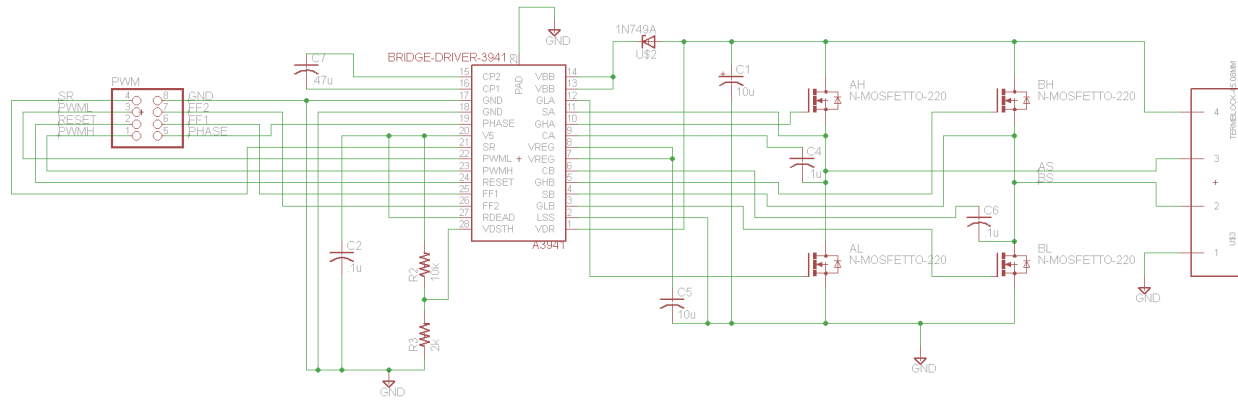 GND
1N749A
U$2
BRIDGE-DRIVER-3941
C7
47u
PAD
29
C1
10u
AH
N-MOSFETTO-220
BH
N-MOSFETTO-220
TERMBLOCK-45.08MM
PWM
SR 4 8 GND
PWML 3 7 FF2
RESET 2 6 FF1
PWMH 1 5 PHASE
15 CP2 VBB 14
16 CP1 VBB 13
17 GND GLA 12
18 GND SA 11
19 PHASE GHA 10
20 V5 CA 9
21 SR VREG 8
22 PWML VREG 7
23 PWMH CB 6
24 RESET GHB 5
25 FF1 SB 4
26 FF2 GLB 3
27 RDEAD LSS 2
28 VDSTH VDR 1
A3941
4
3
2
1
U$3
C4
.1u
AS
BS
C6
.1u
C2
.1u
R2
10k
AL
N-MOSFETTO-220
BL
N-MOSFETTO-220
C5
10u
GND
R3
2k
GND
GND